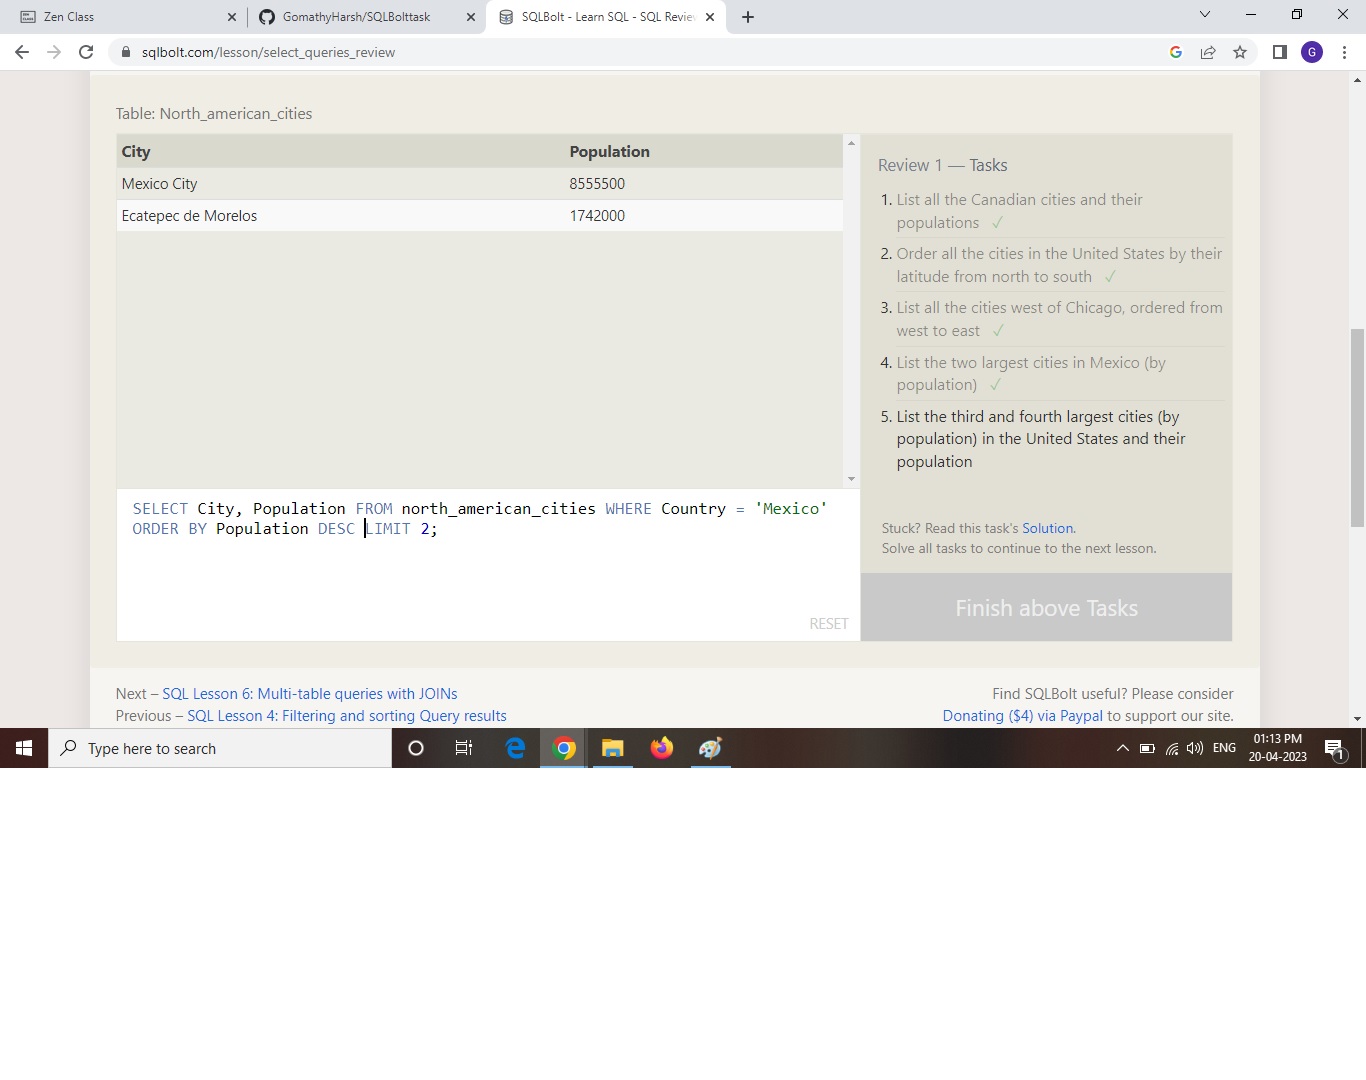 Zen Class
GomathyHarsh/SQLBolttask
SQLBolt - Learn SQL - SQL Review
sqlbolt.com/lesson/select_queries_review
G
Table: North_american_cities
City Population
Mexico City 8555500
Ecatepec de Morelos 1742000
SELECT City, Population FROM north_american_cities WHERE Country = 'Mexico'
ORDER BY Population DESC LIMIT 2;
RESET
Review 1 — Tasks
1. List all the Canadian cities and their
populations ✓
2. Order all the cities in the United States by their
latitude from north to south ✓
3. List all the cities west of Chicago, ordered from
west to east ✓
4. List the two largest cities in Mexico (by
population) ✓
5. List the third and fourth largest cities (by
population) in the United States and their
population
Stuck? Read this task's Solution.
Solve all tasks to continue to the next lesson.
Finish above Tasks
Next – SQL Lesson 6: Multi-table queries with JOINs
Previous – SQL Lesson 4: Filtering and sorting Query results
Find SQLBolt useful? Please consider
Donating ($4) via Paypal to support our site.
Type here to search
ENG
01:13 PM
20-04-2023
1